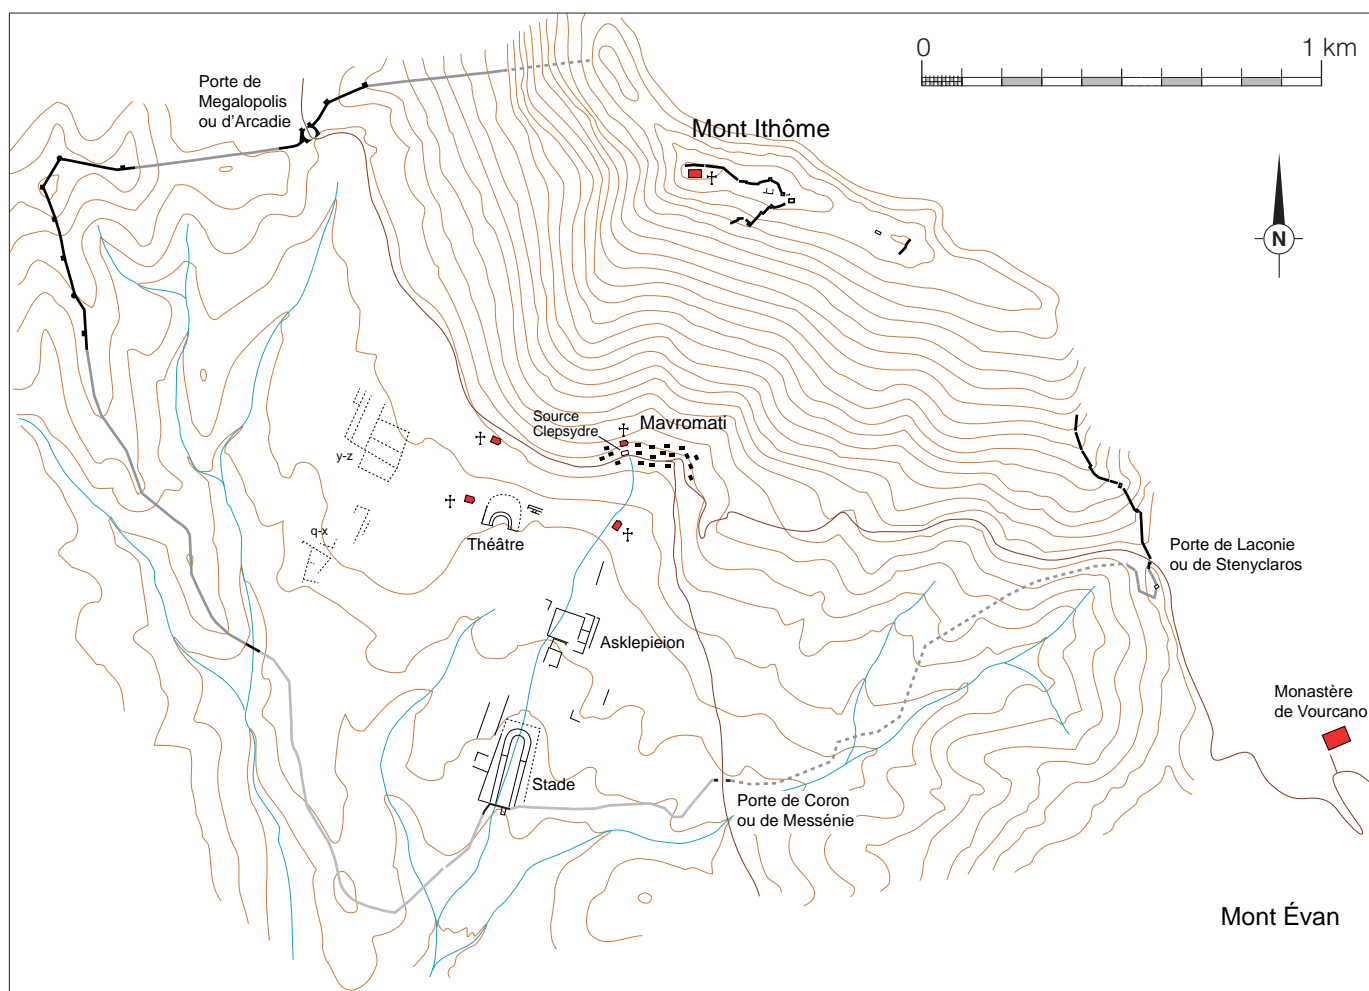 0
1 km
Porte de
Megalopolis
ou d’Arcadie
Mont Ithôme
N
Source
Clepsydre
Mavromati
y-z
q-x
Théâtre
Porte de Laconie
ou de Stenyclaros
Asklepieion
Monastère
de Vourcano
Stade
Porte de Coron
ou de Messénie
Mont Évan